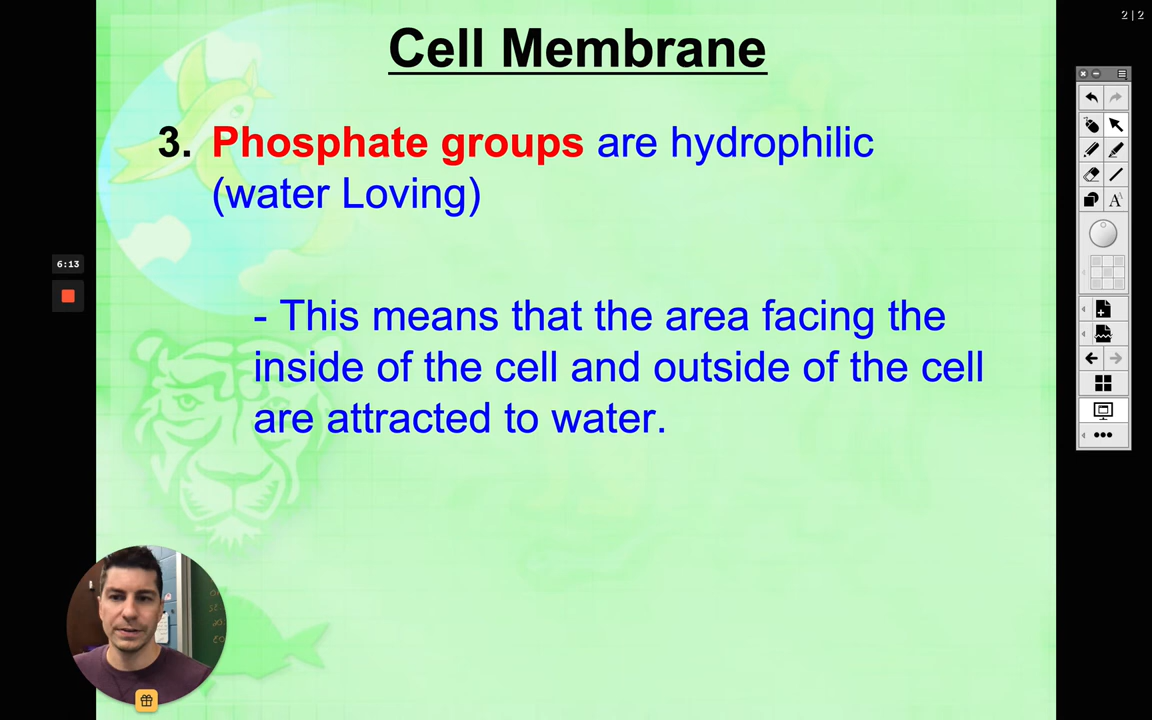 2 | 2
Cell Membrane
3. Phosphate groups are hydrophilic
(water Loving)
6:13
- This means that the area facing the
inside of the cell and outside of the cell
are attracted to water.
A